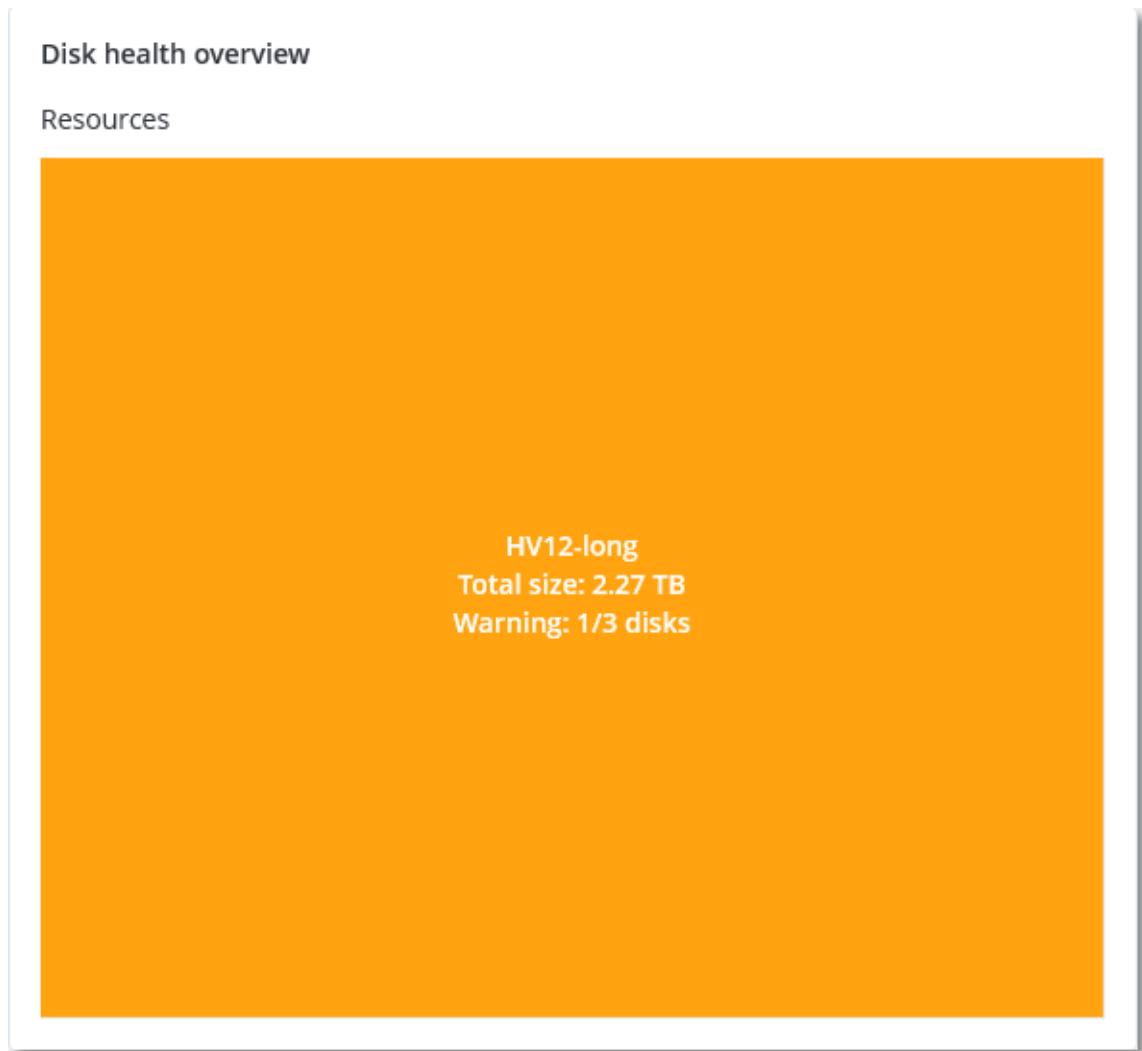 Disk health overview
Resources
HV12-long
Total size: 2.27 TB
Warning: 1/3 disks